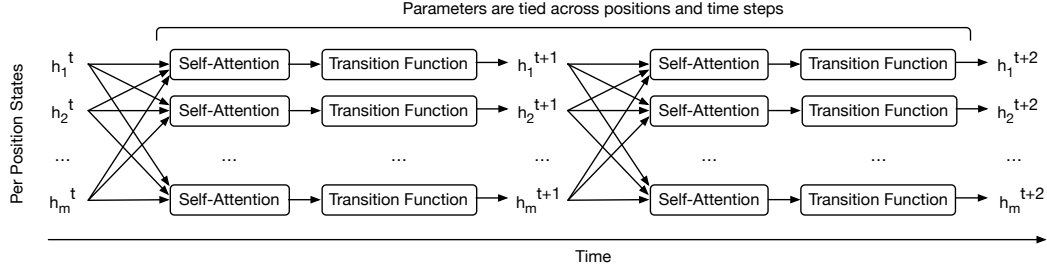 Parameters are tied across positions and time steps
Per Position States
h₁ᵗ Self-Attention Transition Function h₁ᵗ⁺¹ Self-Attention Transition Function h₁ᵗ⁺²
h₂ᵗ Self-Attention Transition Function h₂ᵗ⁺¹ Self-Attention Transition Function h₂ᵗ⁺²
... ... ... ... ... ... ...
hₘᵗ Self-Attention Transition Function hₘᵗ⁺¹ Self-Attention Transition Function hₘᵗ⁺²
Time